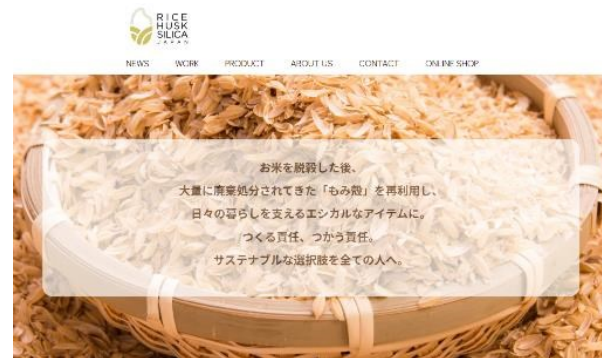 RICE
HUSK
SILICA
JAPAN
NEWS WORK PRODUCT ABOUT US CONTACT ONLINE SHOP
お米を脱穀した後、
大量に廃棄処分されてきた「もみ殻」を再利用し、
日々の暮らしを支えるエシカルなアイテムに。
つくる責任、つかう責任。
サステナブルな選択肢を全ての人へ。